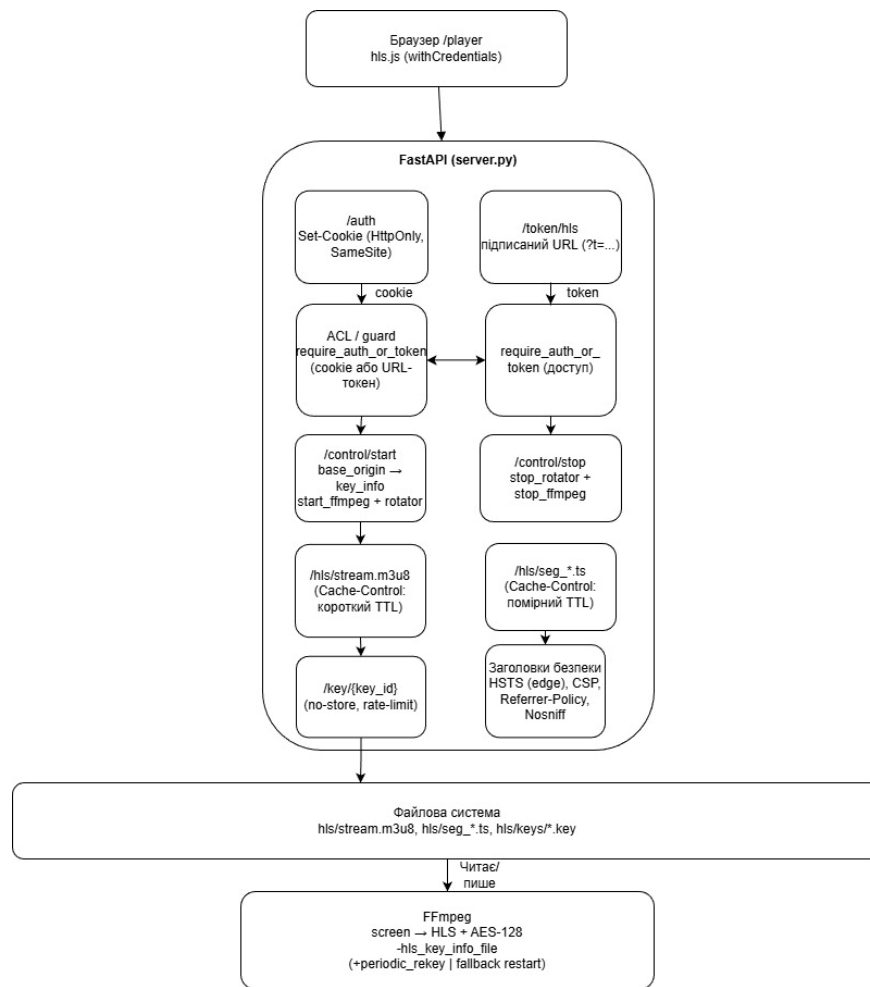 Браузер /player
hls.js (withCredentials)
FastAPI (server.py)
/auth
Set-Cookie (HttpOnly,
SameSite)
/token/hls
підписаний URL (?t=...)
cookie
token
ACL / guard
require_auth_or_token
(cookie або URL-
токен)
require_auth_or_
token (доступ)
/control/start
base_origin →
key_info
start_ffmpeg + rotator
/control/stop
stop_rotator +
stop_ffmpeg
/hls/stream.m3u8
(Cache-Control:
короткий TTL)
/hls/seg_*.ts
(Cache-Control:
помірний TTL)
/key/{key_id}
(no-store, rate-limit)
Заголовки безпеки
HSTS (edge), CSP,
Referrer-Policy,
Nosniff
Файлова система
hls/stream.m3u8, hls/seg_*.ts, hls/keys/*.key
Читає/
пише
FFmpeg
screen → HLS + AES-128
-hls_key_info_file
(+periodic_rekey | fallback restart)